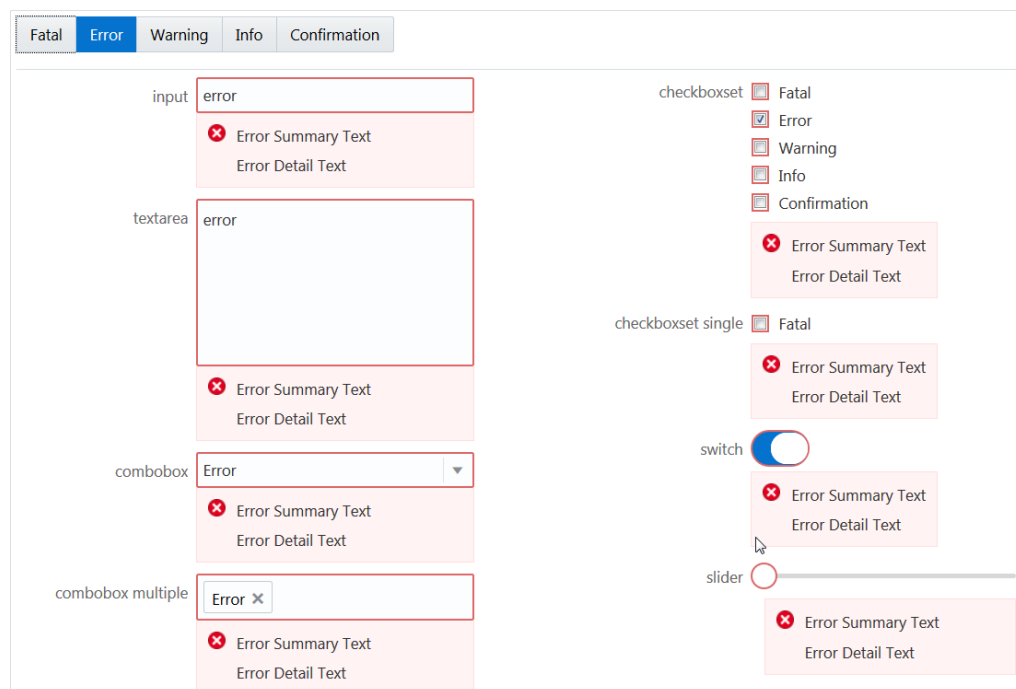 Fatal Error Warning Info Confirmation
input error
Error Summary Text
Error Detail Text
textarea error
Error Summary Text
Error Detail Text
combobox Error
Error Summary Text
Error Detail Text
combobox multiple Error
Error Summary Text
Error Detail Text
checkboxset Fatal
Error
Warning
Info
Confirmation
Error Summary Text
Error Detail Text
checkboxset single Fatal
Error Summary Text
Error Detail Text
switch
Error Summary Text
Error Detail Text
slider
Error Summary Text
Error Detail Text